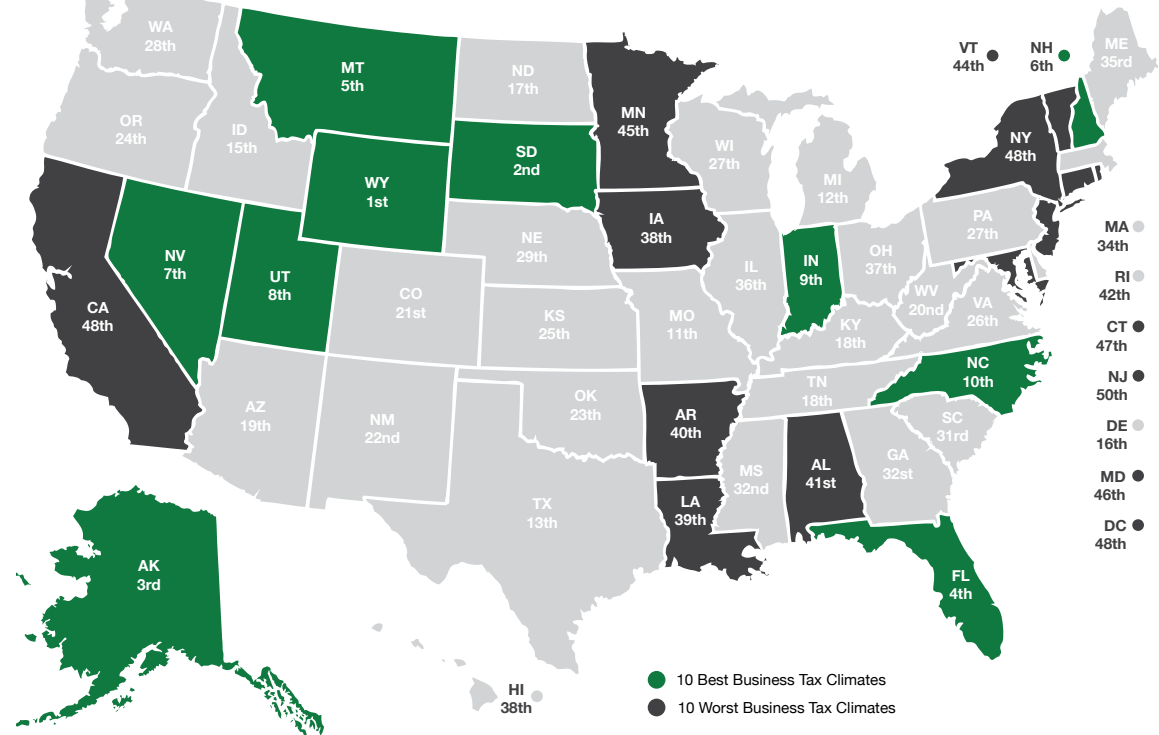 WA
28th
MT
5th
ND
17th
MN
45th
VT
44th
NH
6th
ME
35rd
OR
24th
ID
15th
WY
1st
SD
2nd
WI
27th
MI
12th
NY
48th
NV
7th
UT
8th
CA
48th
CO
21st
NE
29th
IA
38th
IL
36th
IN
9th
OH
37th
PA
27th
MA
34th
RI
42th
CT
47th
NJ
50th
DE
16th
MD
46th
DC
48th
KS
25th
MO
11th
KY
18th
WV
20nd
VA
26th
AZ
19th
NM
22nd
OK
23th
AR
40th
TN
18th
NC
10th
SC
31rd
TX
13th
LA
39th
MS
32nd
AL
41st
GA
32st
FL
4th
AK
3rd
HI
38th
10 Best Business Tax Climates
10 Worst Business Tax Climates